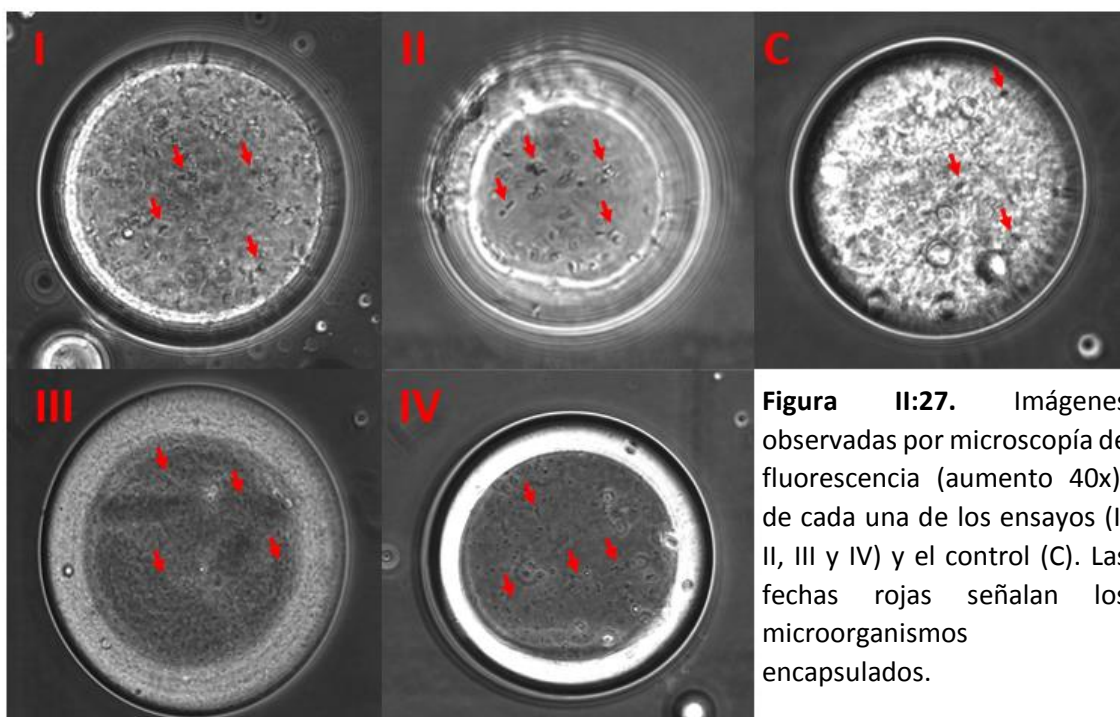 I
II
C
III
IV
Figura II:27. Imágenes
observadas por microscopía de
fluorescencia (aumento 40x)
de cada una de los ensayos (I
II, III y IV) y el control (C). Las
fechas rojas señalan los
microorganismos
encapsulados.